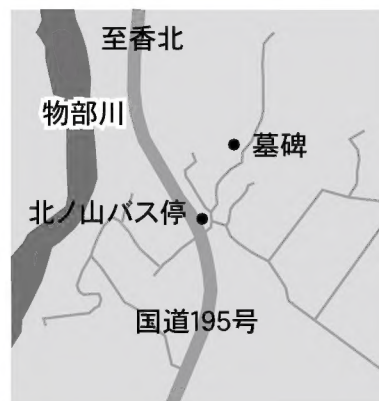 至香北
物部川
墓碑
北ノ山バス停
国道195号